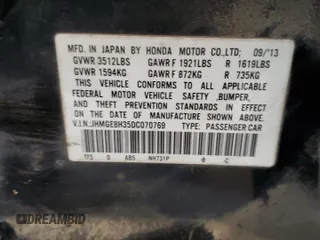 MFD. IN JAPAN BY HONDA MOTOR CO.,LTD; 09/'13
GVWR 3512LBS GAWR F 1921LBS R 1619LBS
GVWR 1594KG GAWR F 872KG R 735KG
THIS VEHICLE CONFORMS TO ALL APPLICABLE
FEDERAL MOTOR VEHICLE SAFETY ,BUMPER,
AND THEFT PREVENTION STANDARDS IN EFFECT
ON THE DATE OF MANUFACTURE SHOWN ABOVE.
V.I.N:JHMGE8H35DC070769 TYPE: PASSENGER CAR
TF5 D AB5 NH731P C
DREAMBID